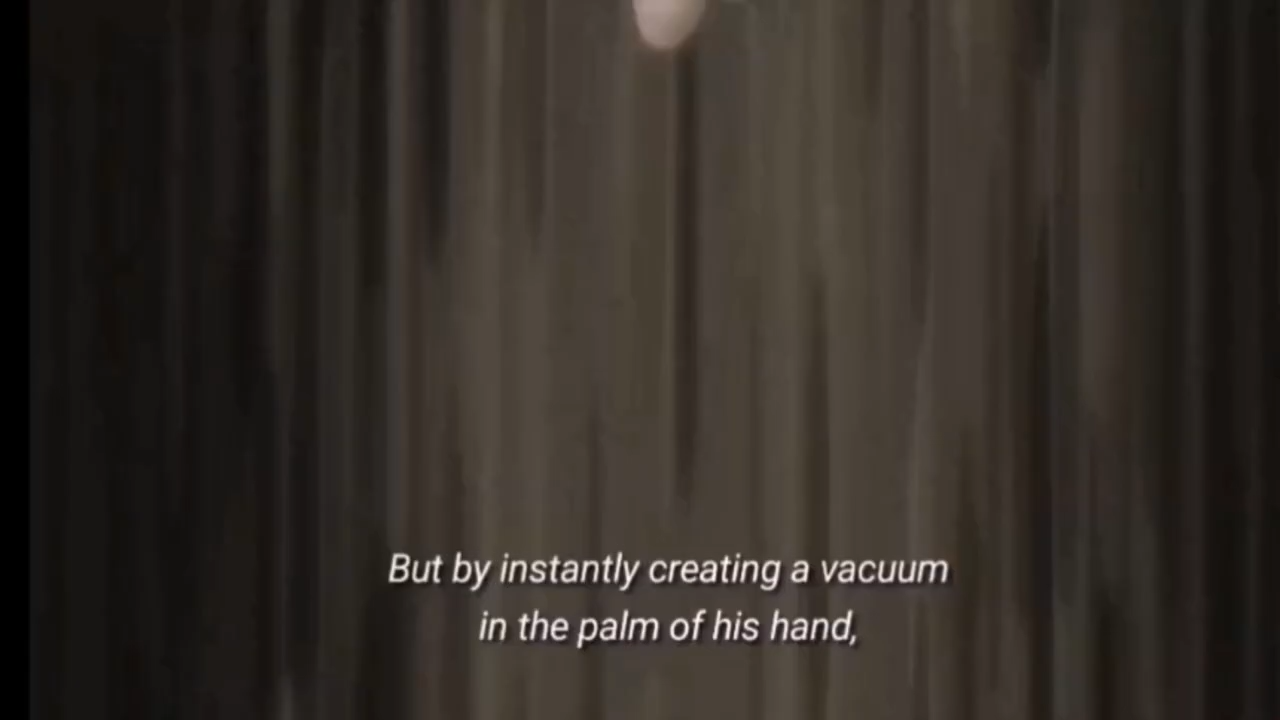 But by instantly creating a vacuum
in the palm of his hand,